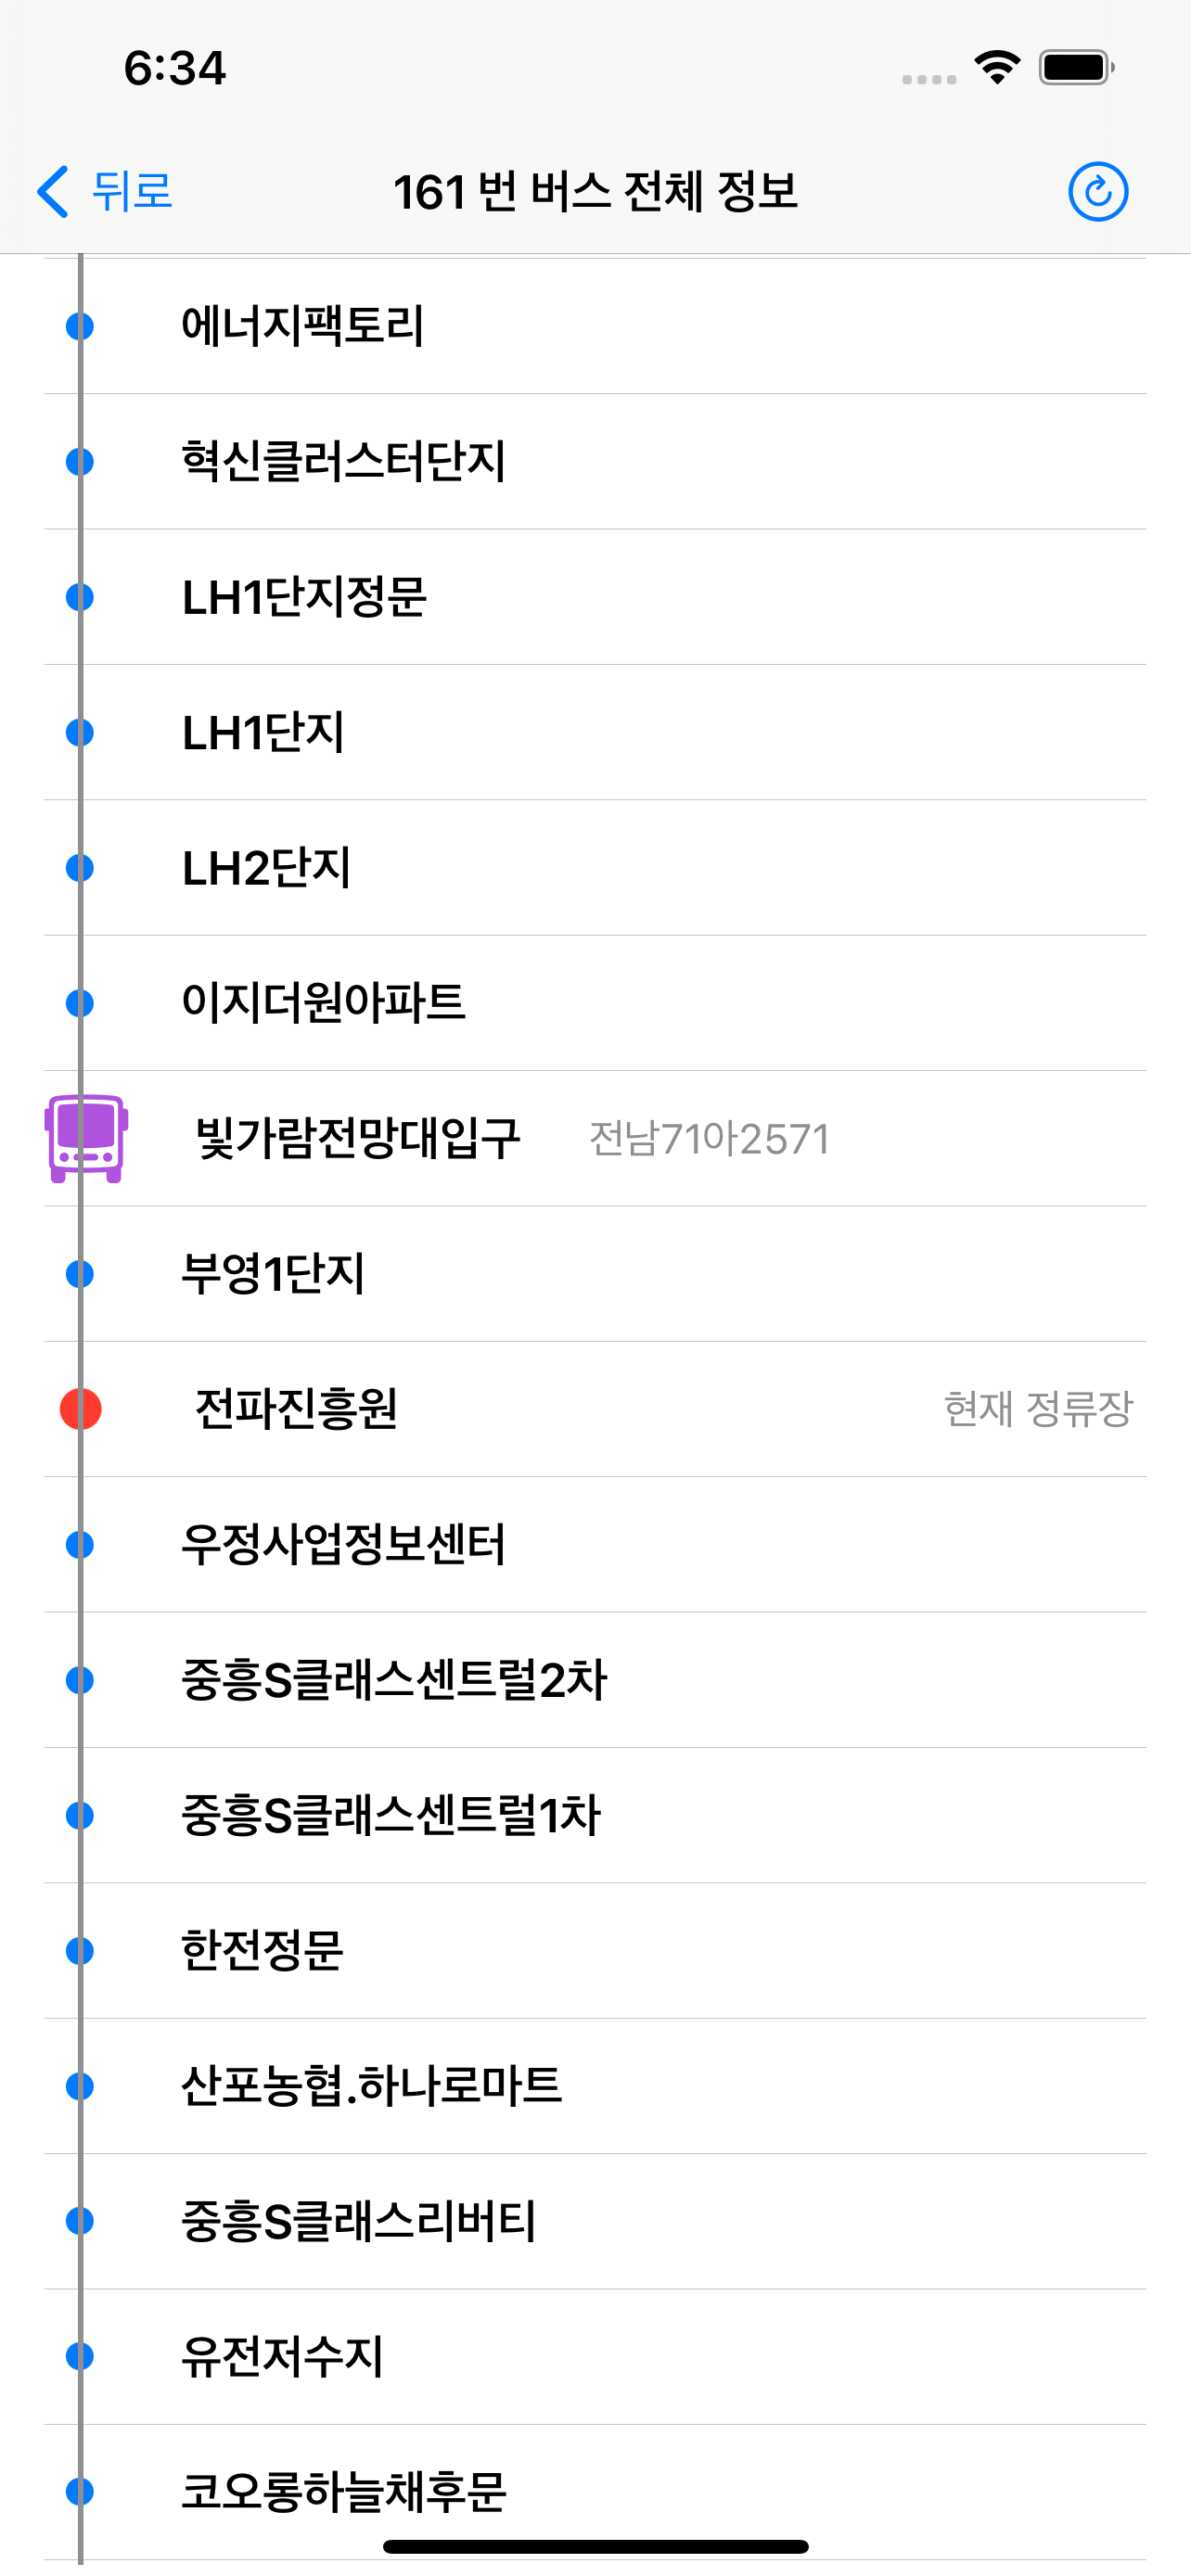 6:34
뒤로
161 번 버스 전체 정보
에너지팩토리
혁신클러스터단지
LH1단지정문
LH1단지
LH2단지
이지더원아파트
빛가람전망대입구 전남71아2571
부영1단지
전파진흥원 현재 정류장
우정사업정보센터
중흥S클래스센트럴2차
중흥S클래스센트럴1차
한전정문
산포농협.하나로마트
중흥S클래스리버티
유전저수지
코오롱하늘채후문